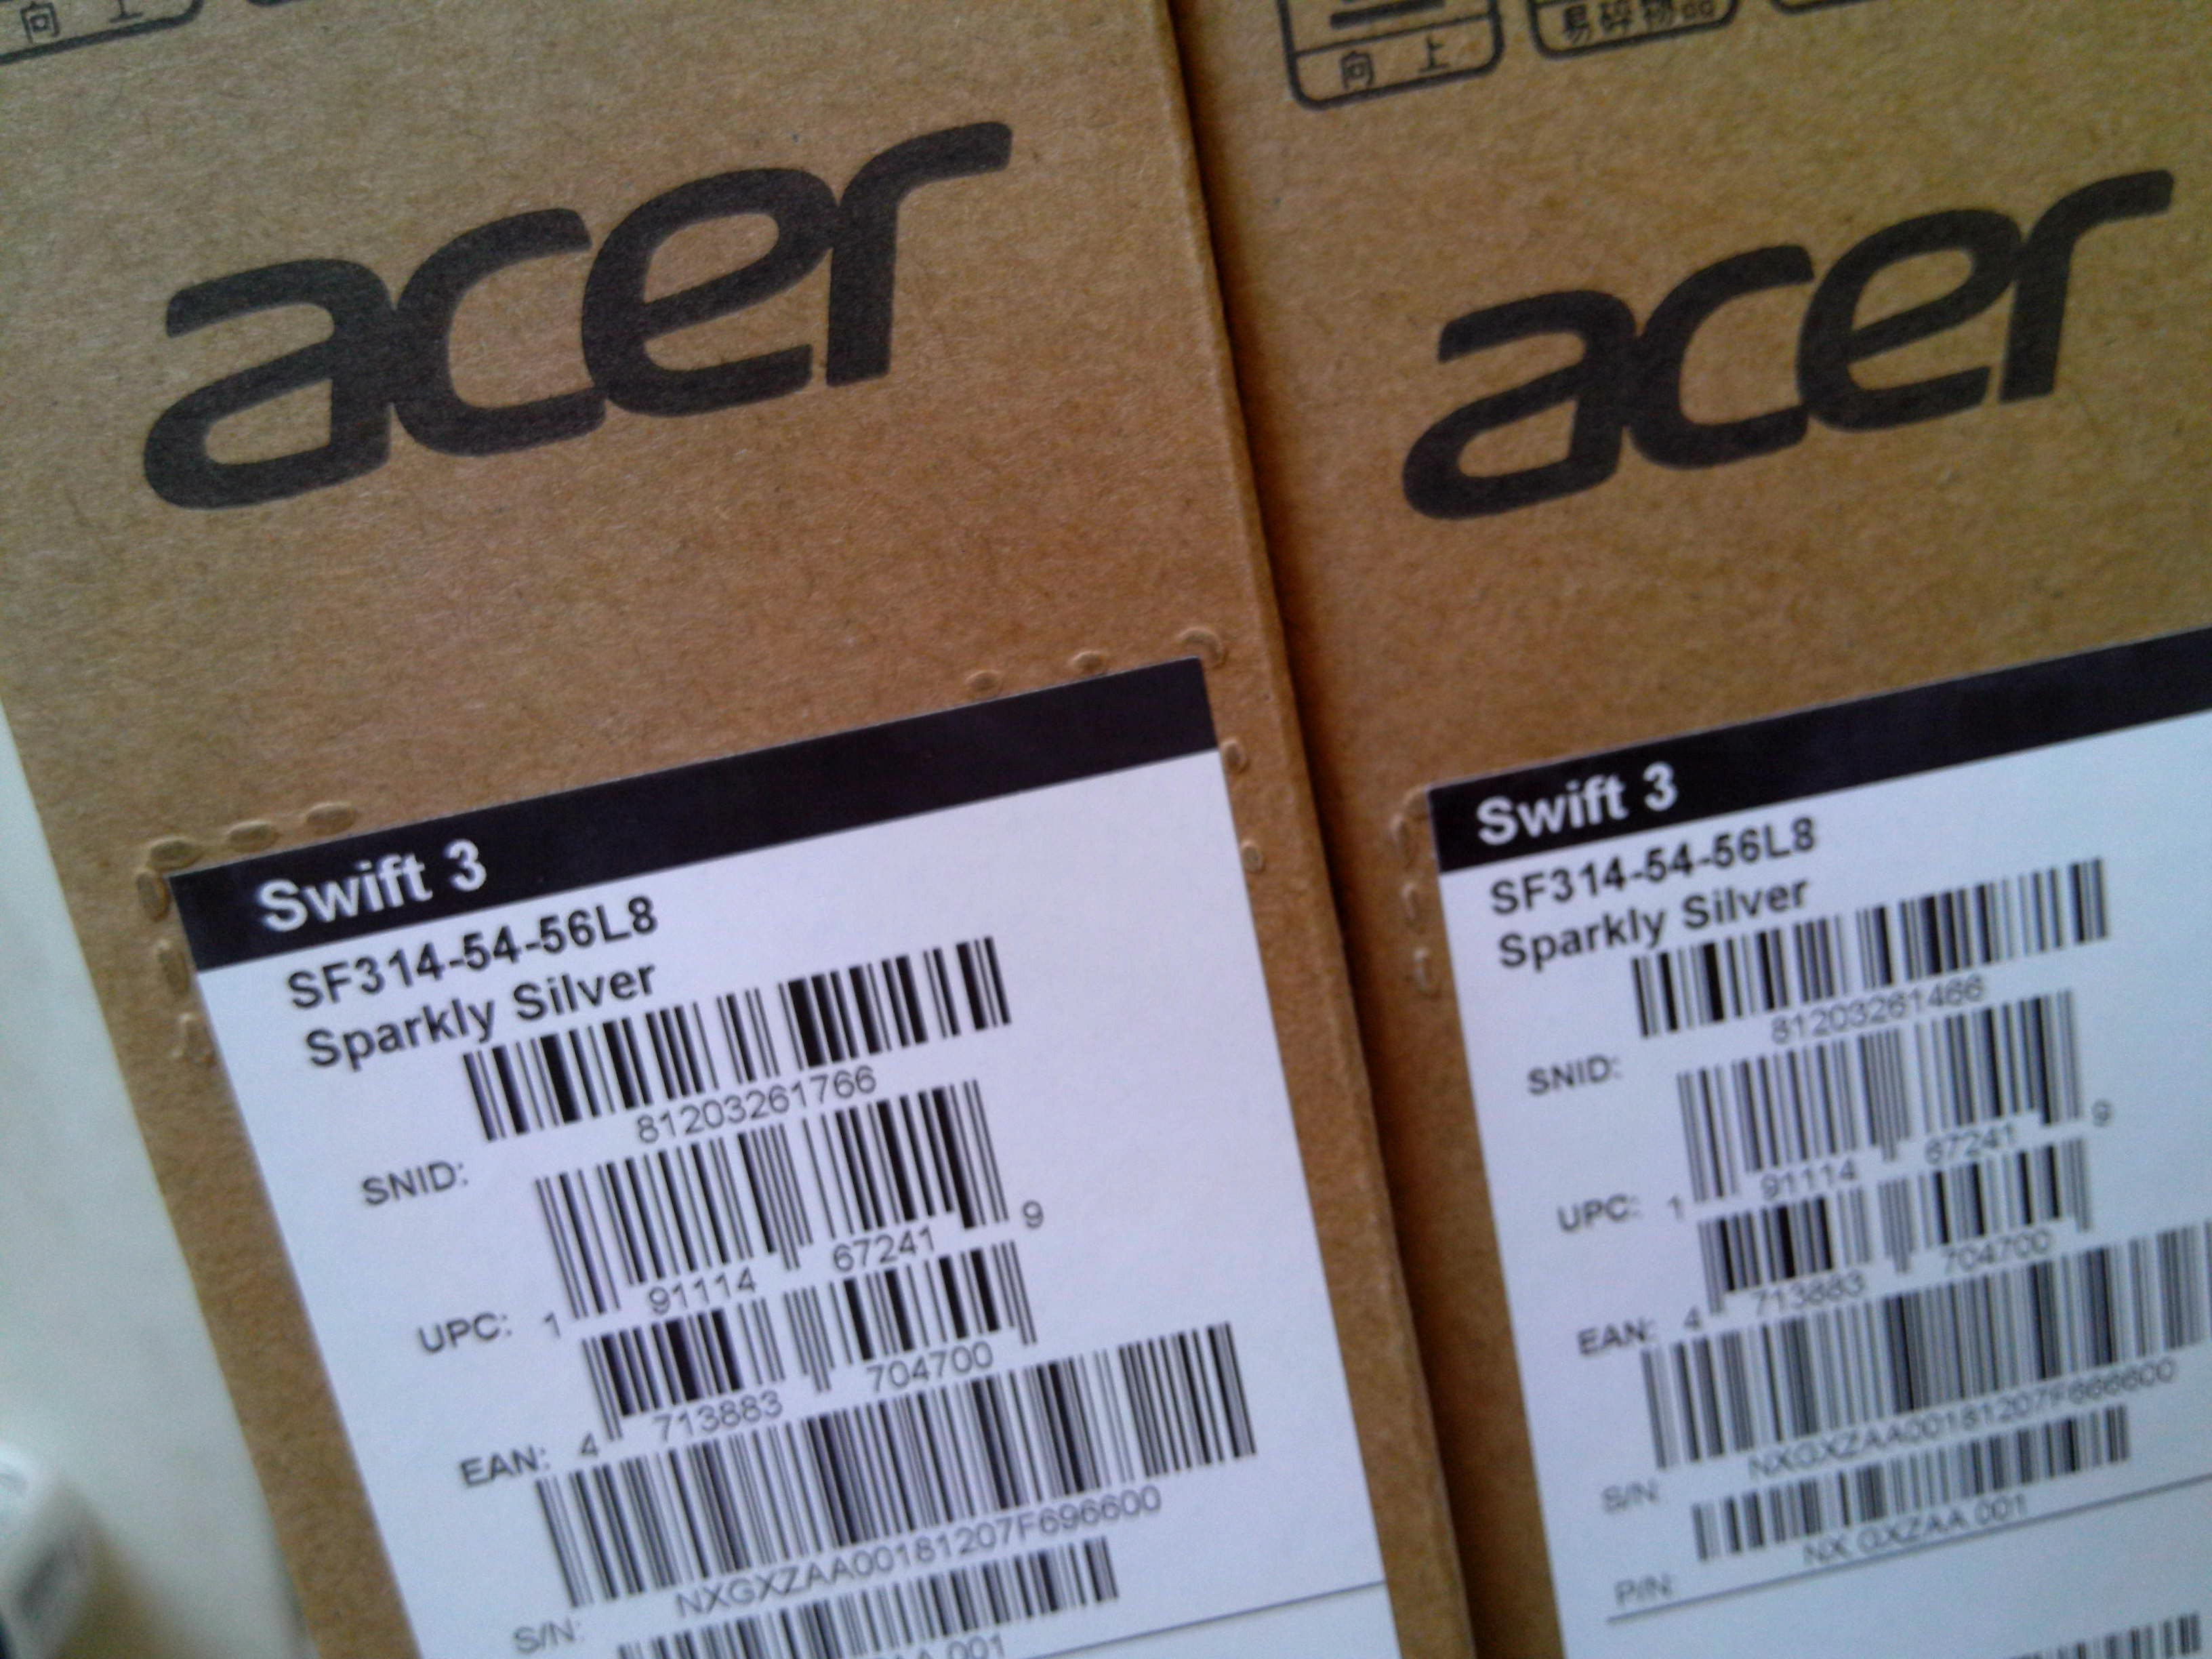 向 上
acer
Swift 3
SF314-54-56L8
Sparkly Silver
81203261766
SNID:
UPC: 1 91114 67241 9
EAN: 4 713883 704700
NXGXZAA00181207F696600
S/N:
AA.001
向 上
易碎物品
acer
Swift 3
SF314-54-56L8
Sparkly Silver
81203261466
SNID:
UPC: 1 91114 67241 9
EAN: 4 713883 704700
NXGXZAA00181207F666600
S/N:
NX.GXZAA.001
P/N: